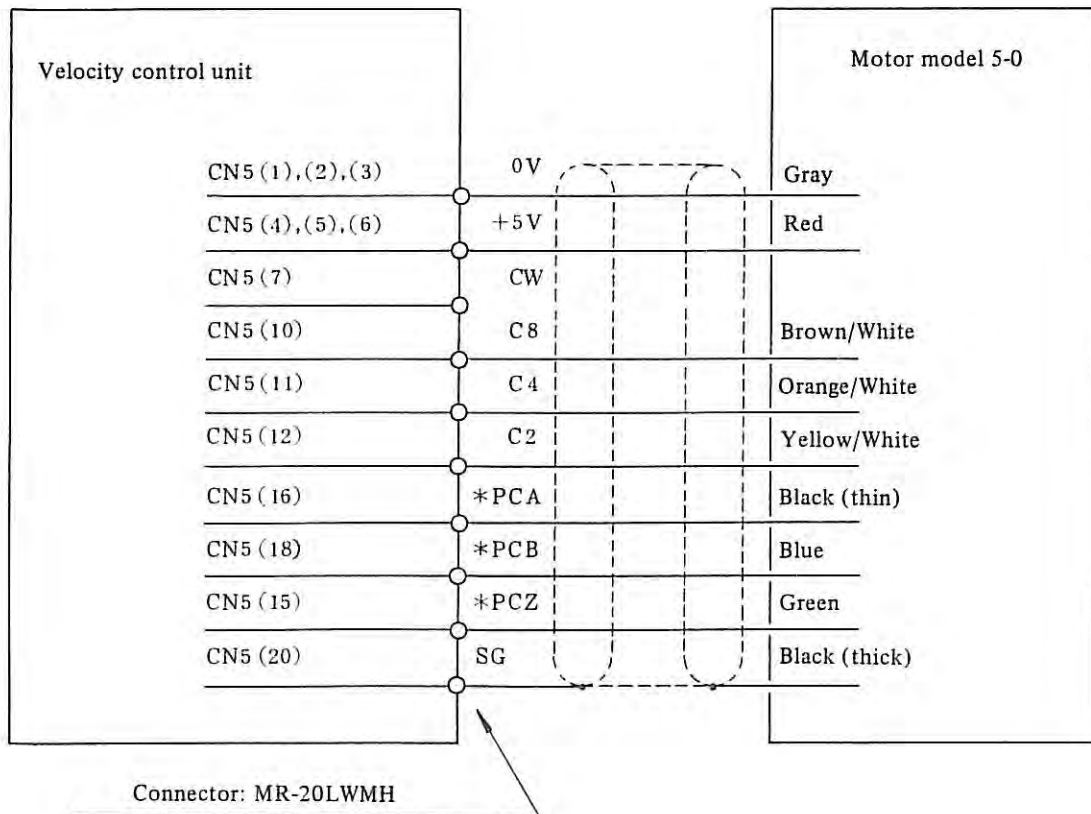 Velocity control unit
Motor model 5-0
CN5(1),(2),(3) 0V Gray
CN5(4),(5),(6) +5V Red
CN5(7) CW
CN5(10) C8 Brown/White
CN5(11) C4 Orange/White
CN5(12) C2 Yellow/White
CN5(16) *PCA Black (thin)
CN5(18) *PCB Blue
CN5(15) *PCZ Green
CN5(20) SG Black (thick)
Connector: MR-20LWMH